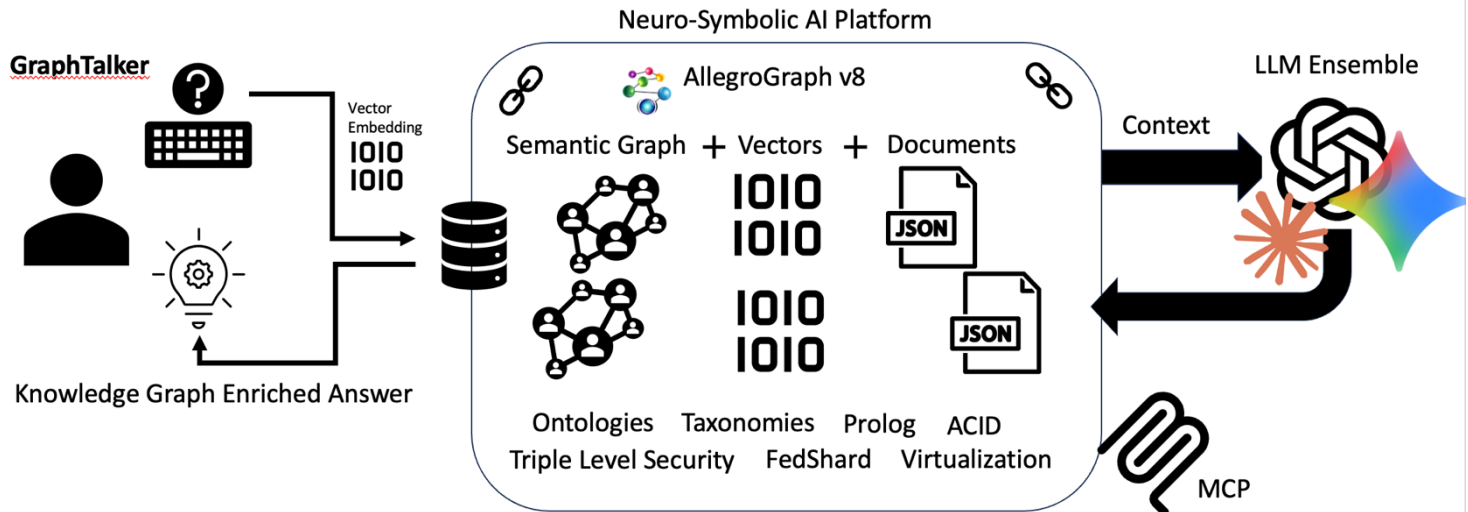 Neuro-Symbolic AI Platform
GraphTalker
?
Vector
Embedding
1010
1010
AllegroGraph v8
LLM Ensemble
Context
Semantic Graph + Vectors + Documents
1010
1010
JSON
1010
1010
JSON
Knowledge Graph Enriched Answer
Ontologies Taxonomies Prolog ACID
Triple Level Security FedShard Virtualization
MCP